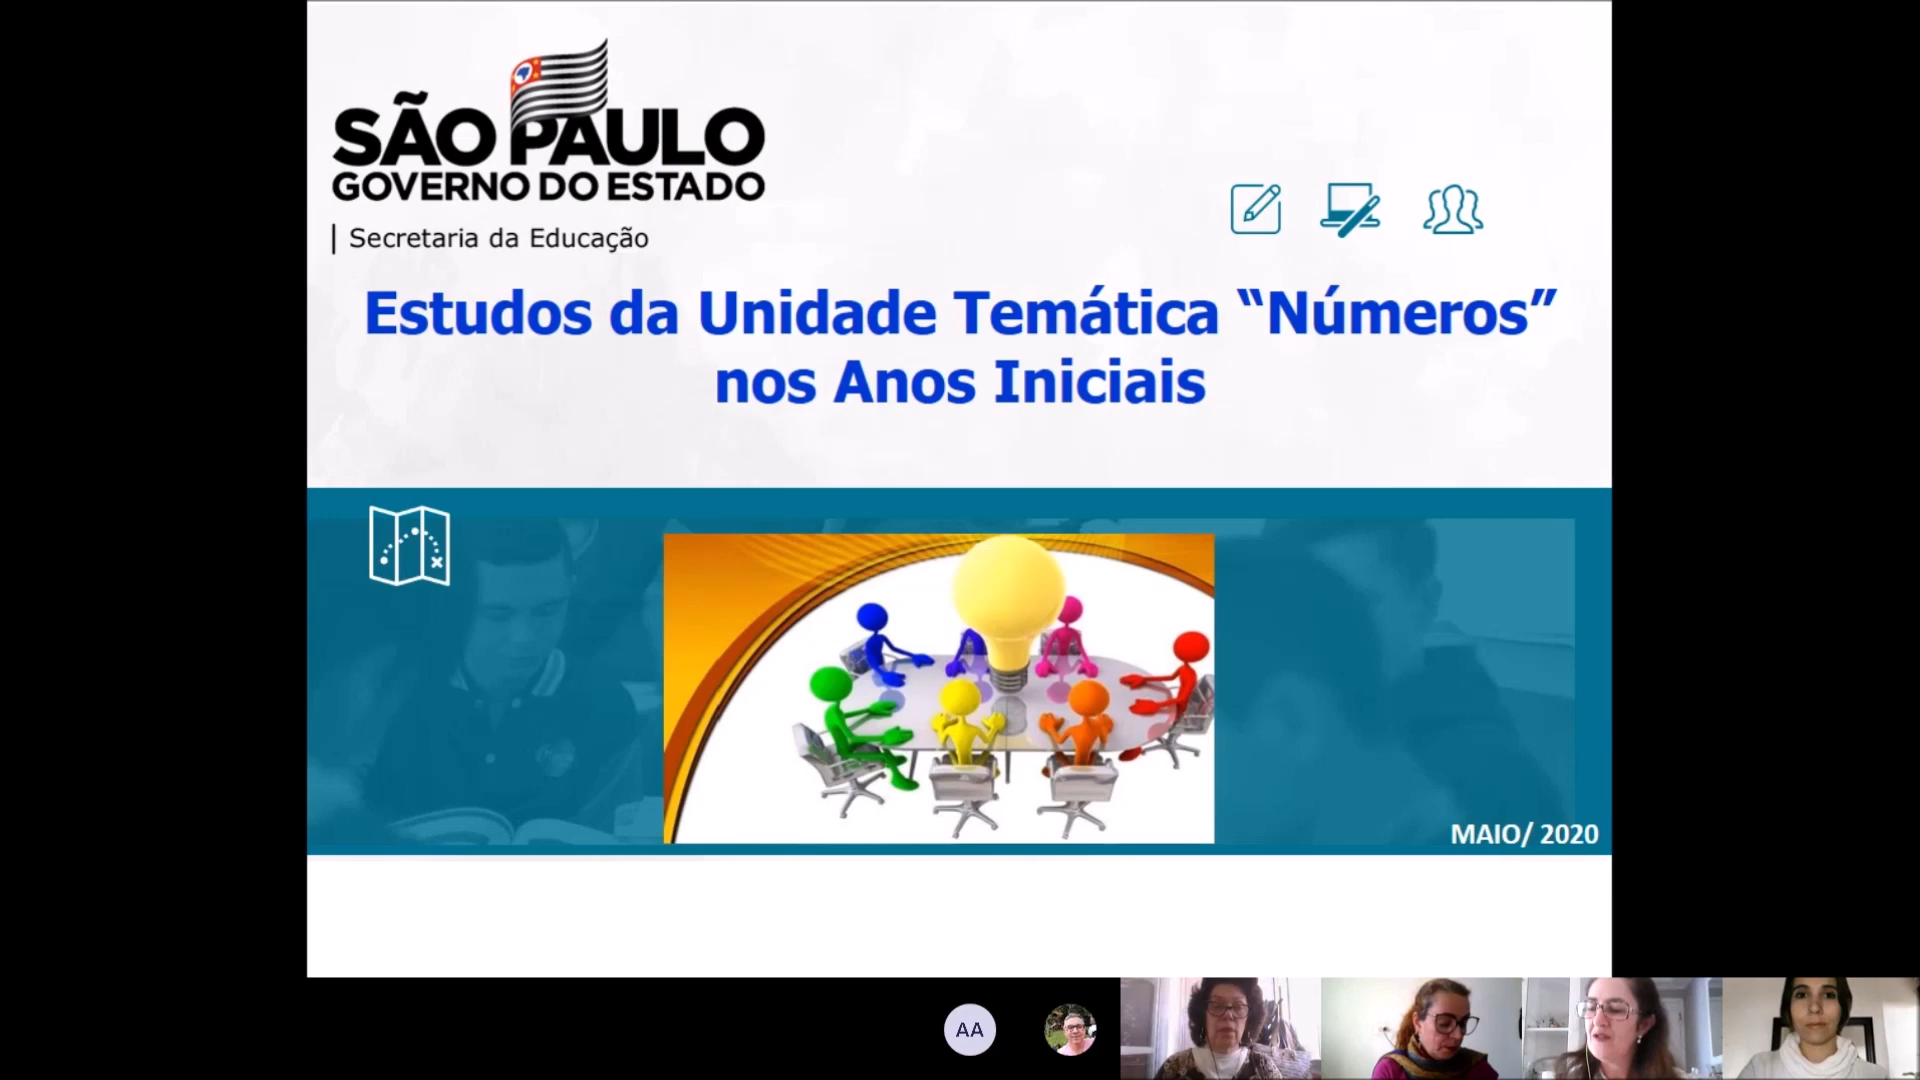 SÃO PAULO
GOVERNO DO ESTADO
Secretaria da Educação
Estudos da Unidade Temática “Números”
nos Anos Iniciais
MAIO/ 2020
AA